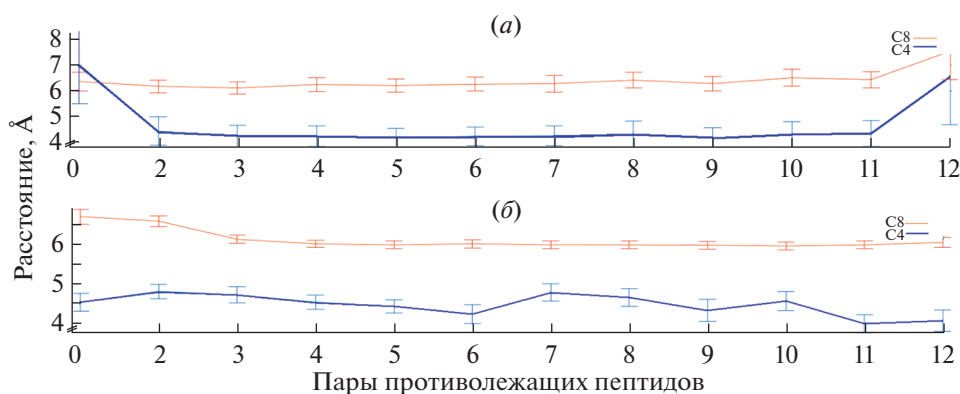 (а)
Расстояние, Å
8
7
6
5
4
C8
C4
0 2 3 4 5 6 7 8 9 10 11 12
(б)
6
5
4
C8
C4
0 2 3 4 5 6 7 8 9 10 11 12
Пары противолежащих пептидов